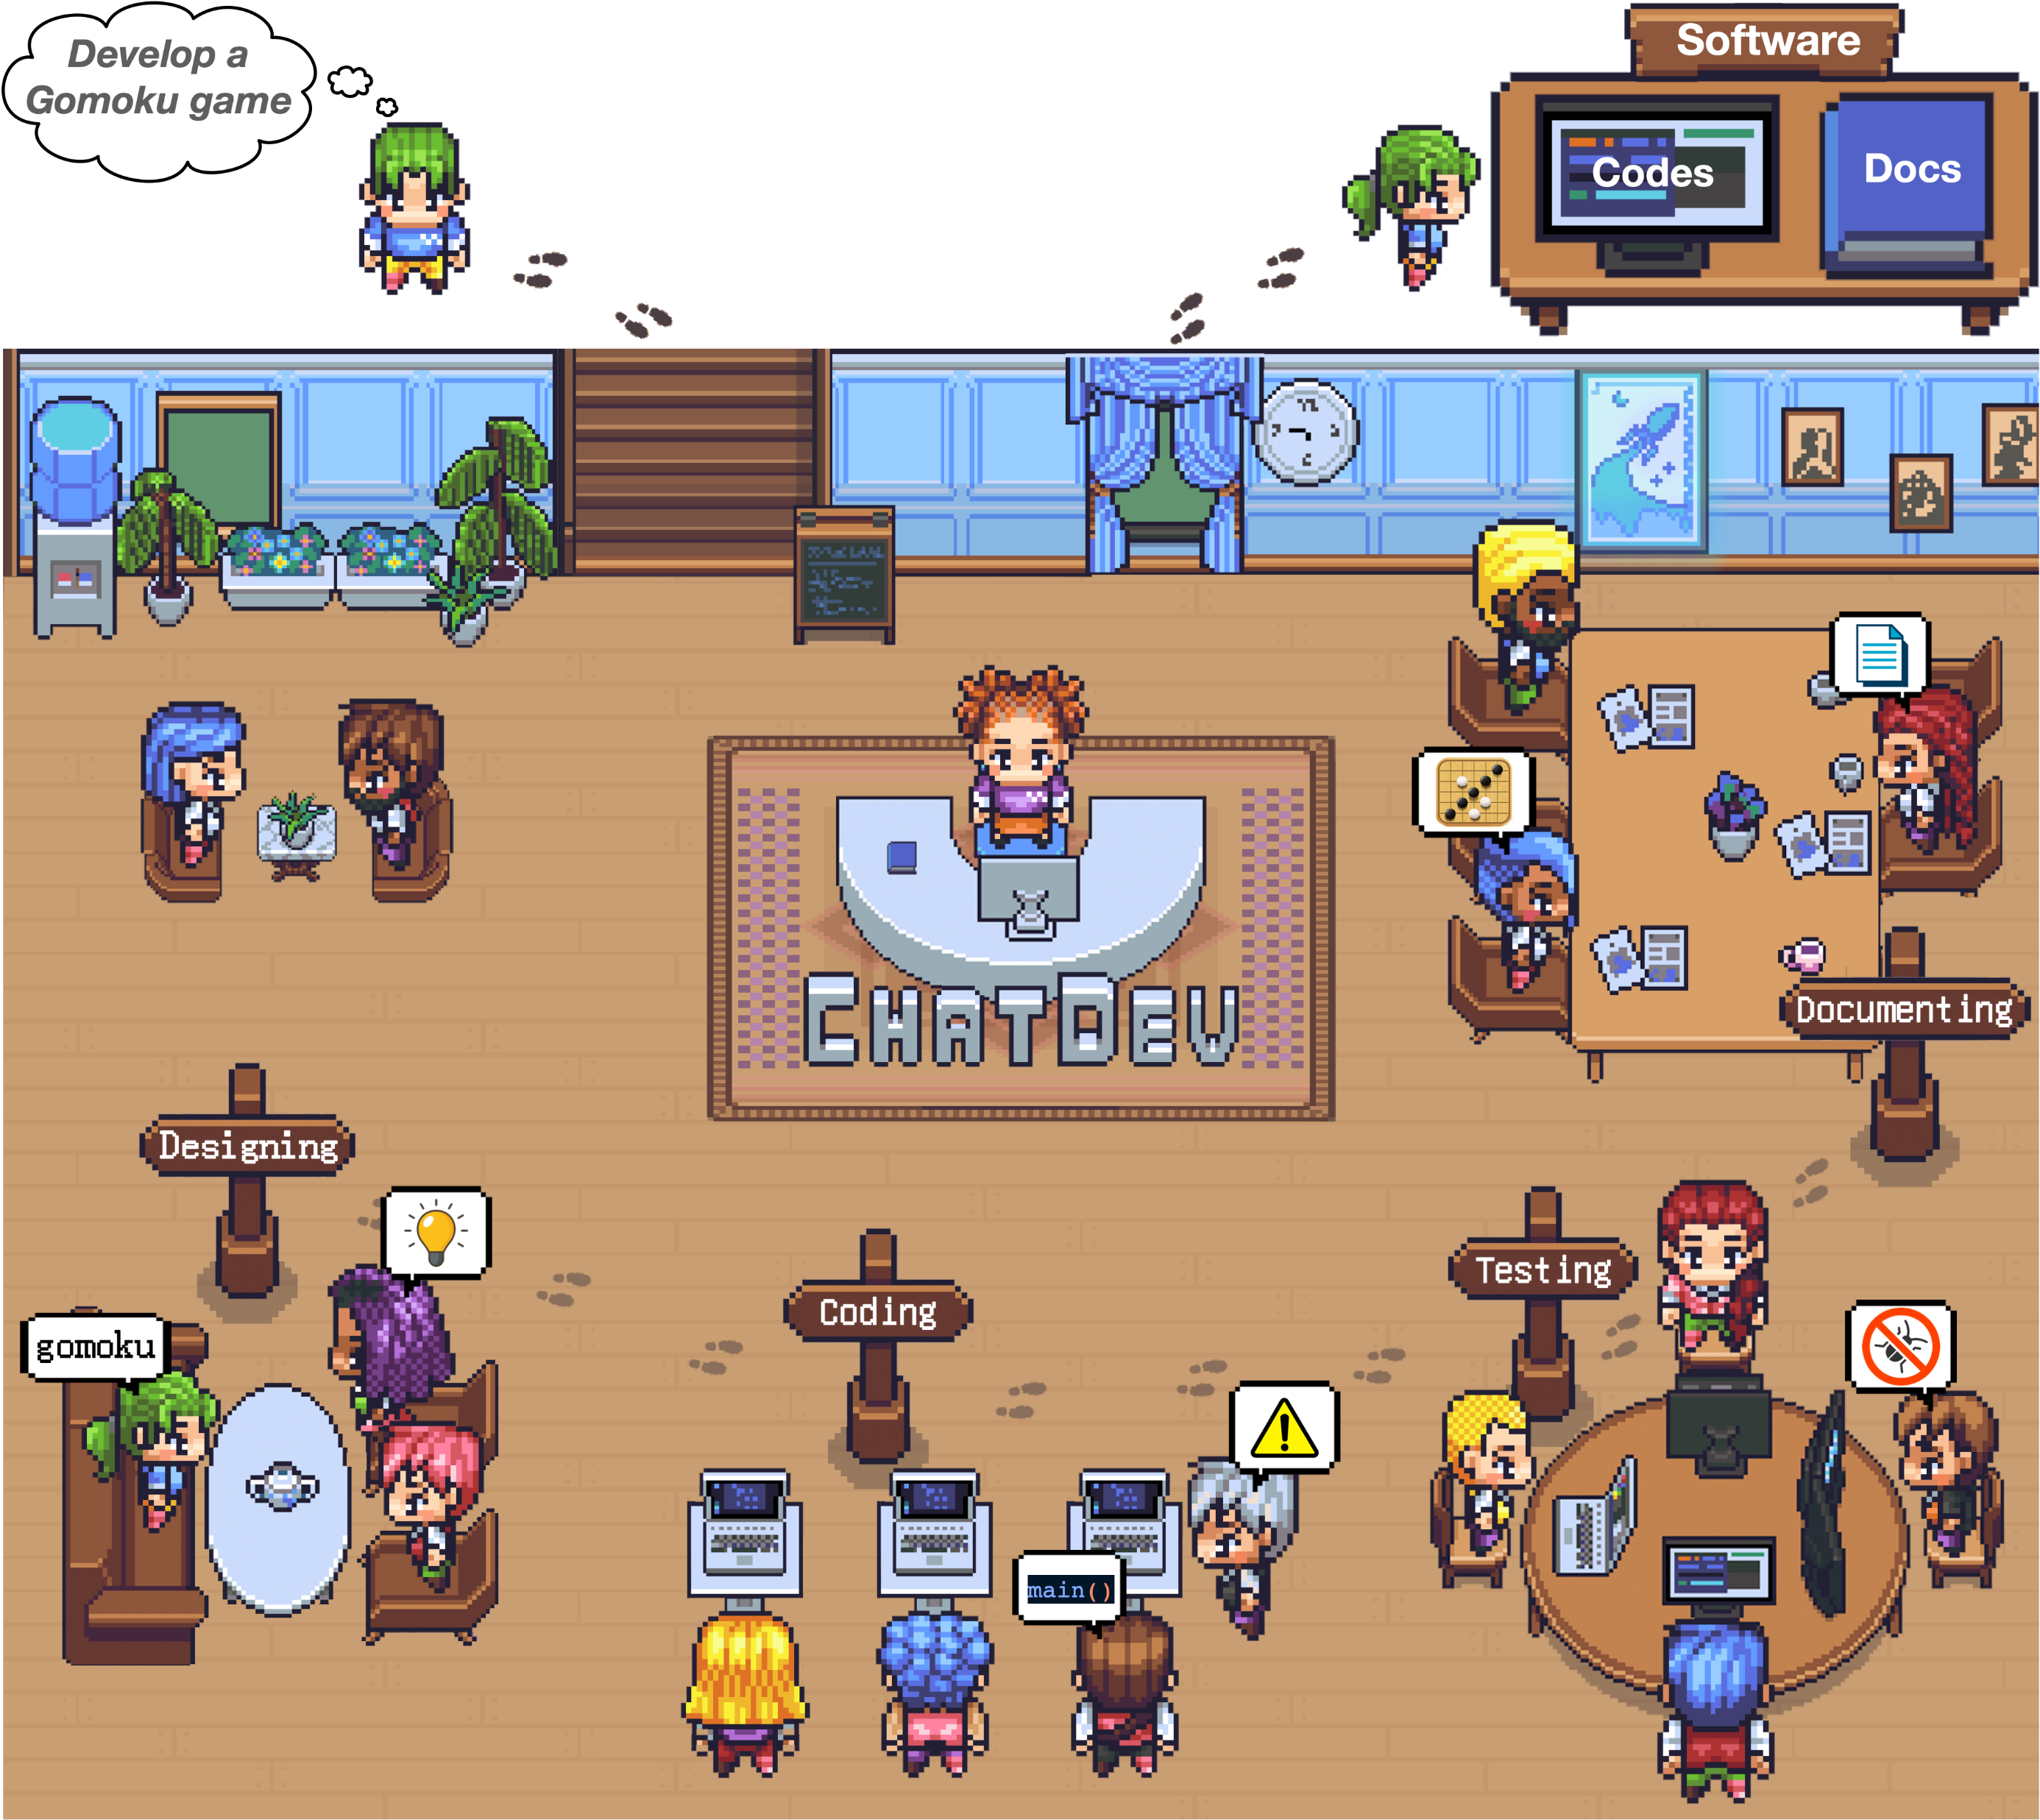 Develop a
Gomoku game
Software
Codes
Docs
CHATDEV
Documenting
Designing
Testing
Coding
gomoku
main()